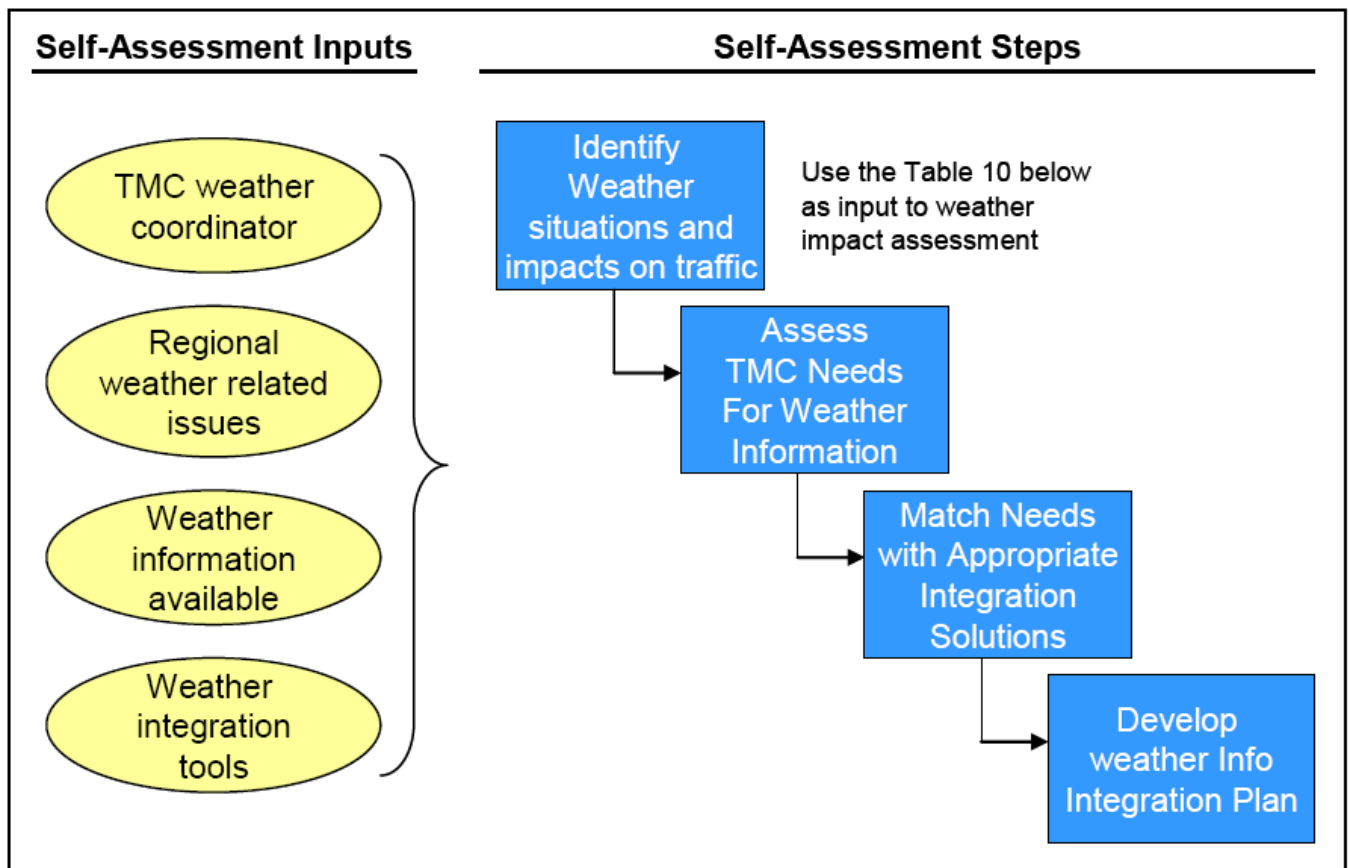 Self-Assessment Inputs
TMC weather
coordinator
Regional
weather related
issues
Weather
information
available
Weather
integration
tools
Self-Assessment Steps
Identify
Weather
situations and
impacts on traffic
Use the Table 10 below
as input to weather
impact assessment
Assess
TMC Needs
For Weather
Information
Match Needs
with Appropriate
Integration
Solutions
Develop
weather Info
Integration Plan